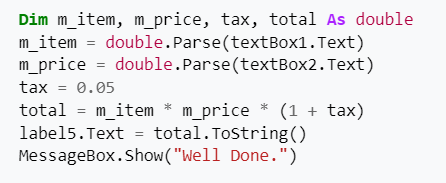 Dim m_item, m_price, tax, total As double
m_item = double.Parse(textBox1.Text)
m_price = double.Parse(textBox2.Text)
tax = 0.05
total = m_item * m_price * (1 + tax)
label5.Text = total.ToString()
MessageBox.Show("Well Done.")